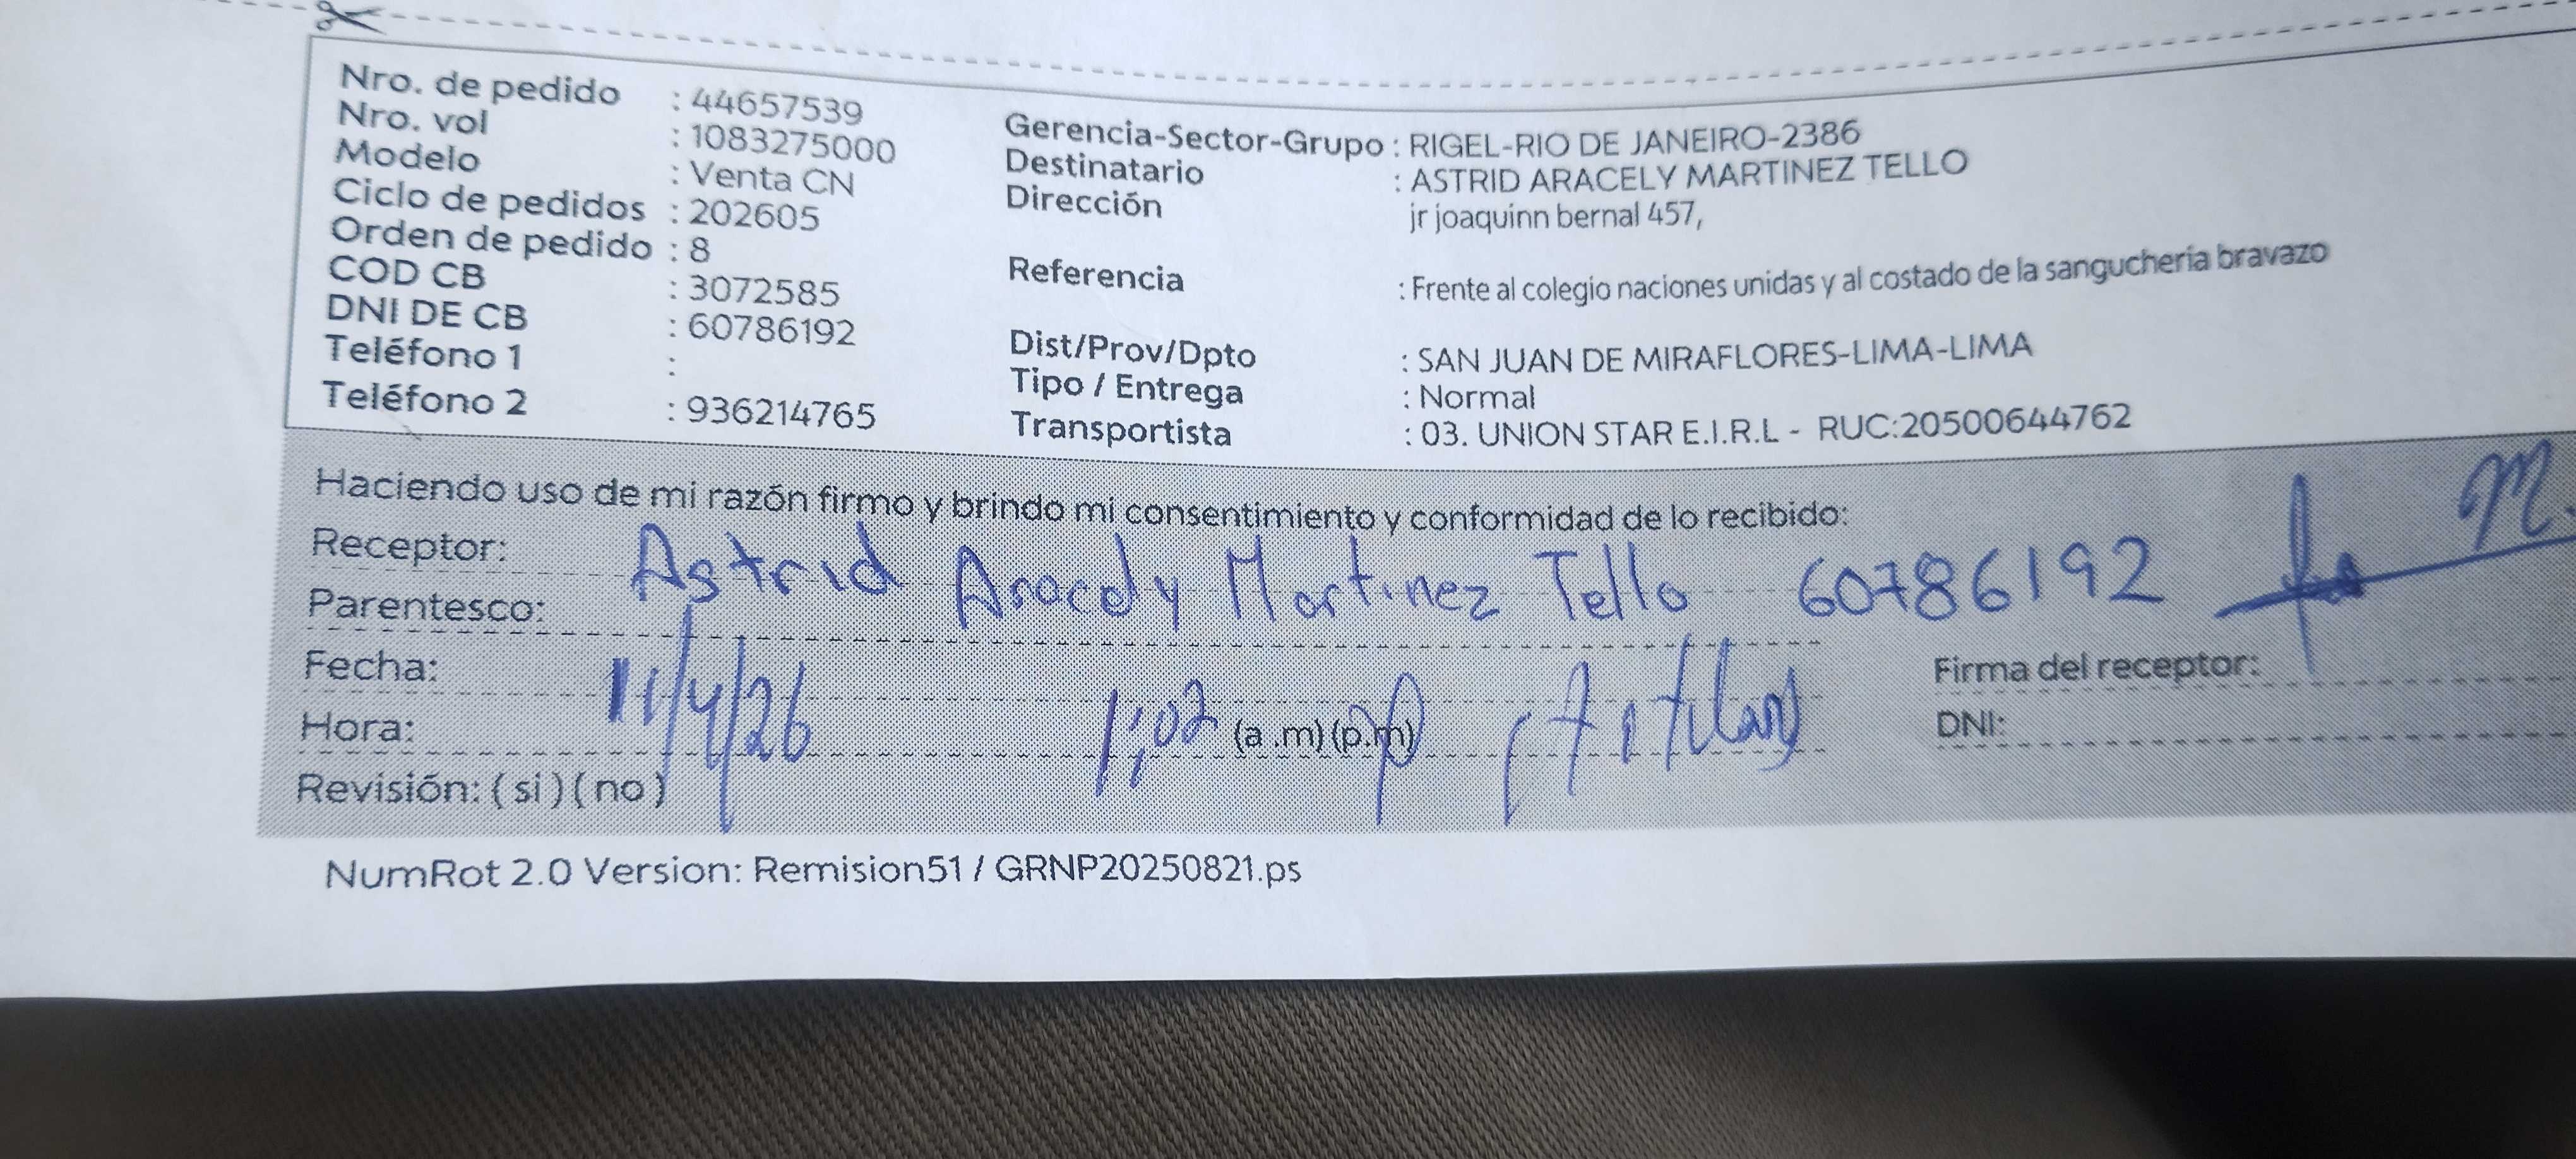 Nro. de pedido : 44657539
Nro. vol : 1083275000
Modelo : Venta CN
Ciclo de pedidos : 202605
Orden de pedido : 8
COD CB : 3072585
DNI DE CB : 60786192
Teléfono 1 :
Teléfono 2 : 936214765
Gerencia-Sector-Grupo : RIGEL-RIO DE JANEIRO-2386
Destinatario : ASTRID ARACELY MARTINEZ TELLO
Dirección jr joaquinn bernal 457,
Referencia : Frente al colegio naciones unidas y al costado de la sangucheria bravazo
Dist/Prov/Dpto : SAN JUAN DE MIRAFLORES-LIMA-LIMA
Tipo / Entrega : Normal
Transportista : 03. UNION STAR E.I.R.L - RUC:20500644762
Haciendo uso de mi razón firmo y brindo mi consentimiento y conformidad de lo recibido:
Receptor: Astrid Aracely Martinez Tello 60786192
Parentesco:
Fecha: 11/4/26
Hora: 1:02 (a .m) (p.m)
Revisión: ( si ) ( no )
Firma del receptor:
DNI:
NumRot 2.0 Version: Remision51 / GRNP20250821.ps